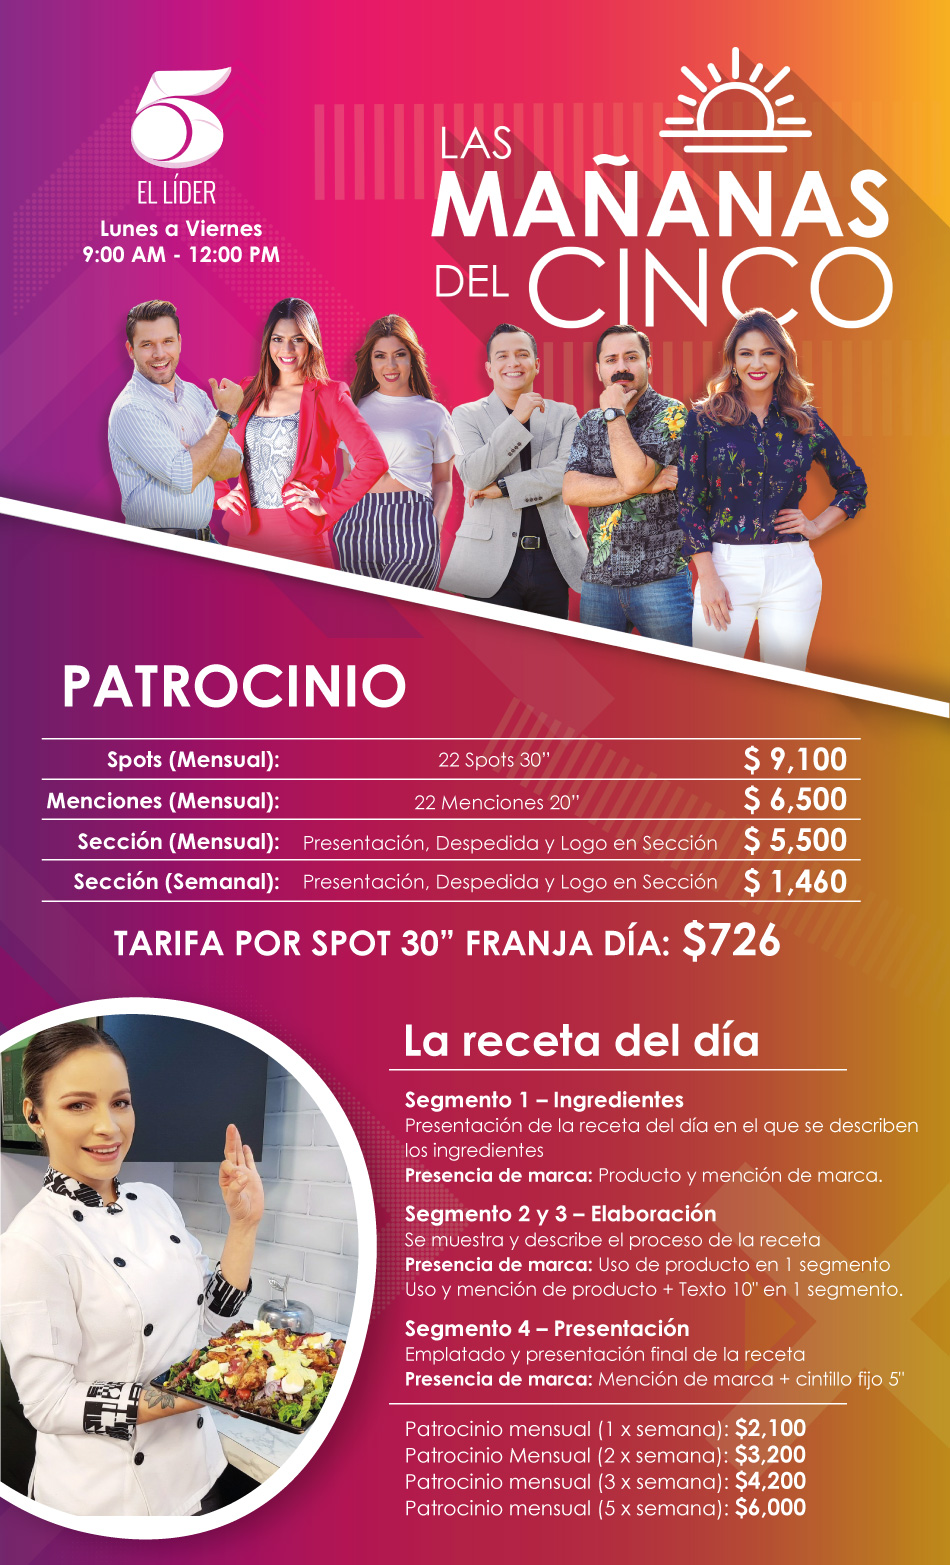 5
EL LÍDER
Lunes a Viernes
9:00 AM - 12:00 PM
LAS
MAÑANAS
DEL CINCO
PATROCINIO
Spots (Mensual): 22 Spots 30” $ 9,100
Menciones (Mensual): 22 Menciones 20” $ 6,500
Sección (Mensual): Presentación, Despedida y Logo en Sección $ 5,500
Sección (Semanal): Presentación, Despedida y Logo en Sección $ 1,460
TARIFA POR SPOT 30” FRANJA DÍA: $726
La receta del día
Segmento 1 – Ingredientes
Presentación de la receta del día en el que se describen
los ingredientes
Presencia de marca: Producto y mención de marca.
Segmento 2 y 3 – Elaboración
Se muestra y describe el proceso de la receta
Presencia de marca: Uso de producto en 1 segmento
Uso y mención de producto + Texto 10" en 1 segmento.
Segmento 4 – Presentación
Emplatado y presentación final de la receta
Presencia de marca: Mención de marca + cintillo fijo 5"
Patrocinio mensual (1 x semana): $2,100
Patrocinio Mensual (2 x semana): $3,200
Patrocinio mensual (3 x semana): $4,200
Patrocinio mensual (5 x semana): $6,000